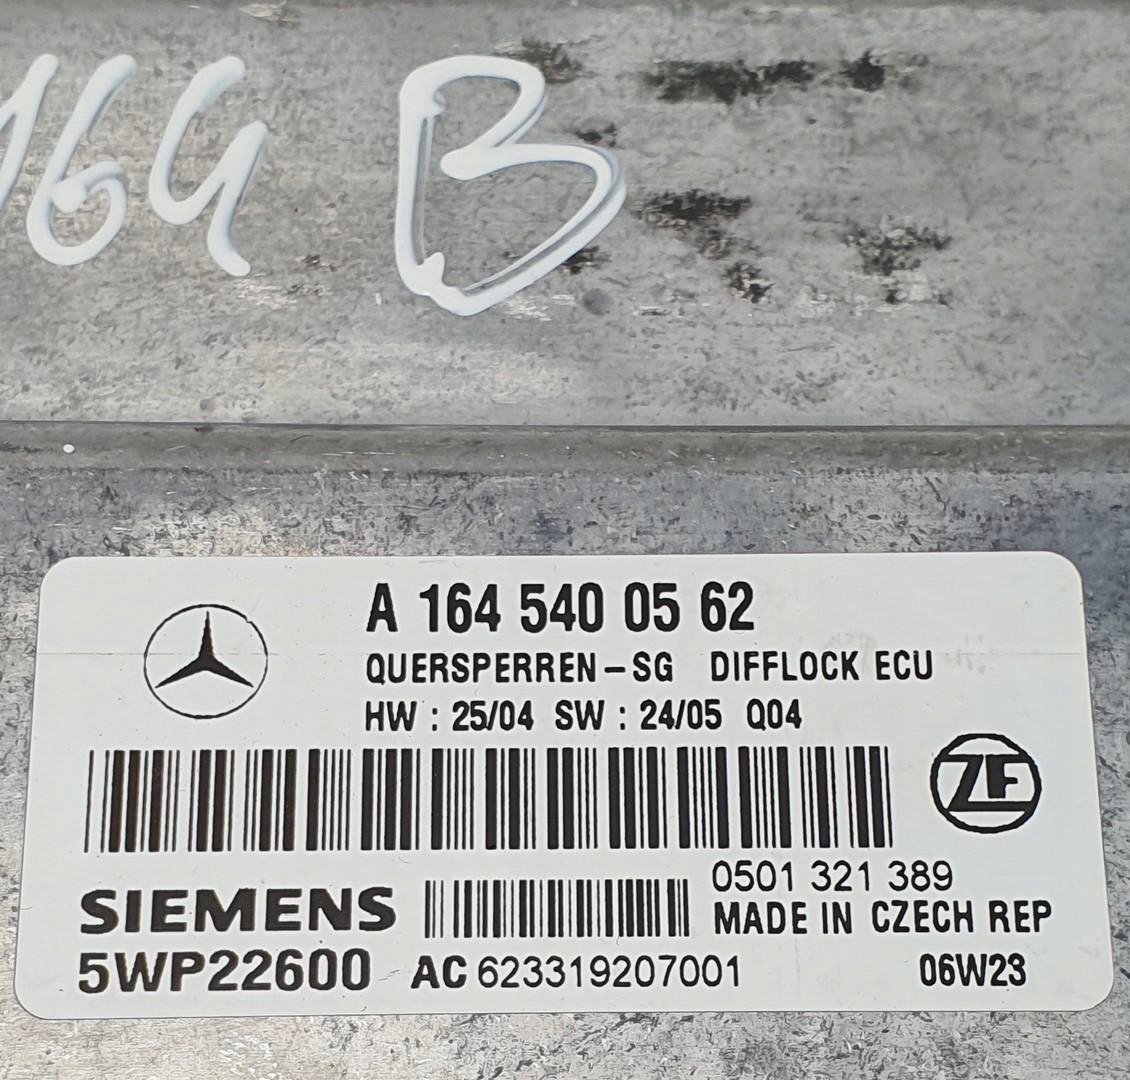 164 B
A 164 540 05 62
QUERSPERREN-SG DIFFLOCK ECU
HW : 25/04 SW : 24/05 Q04
ZF
0501 321 389
SIEMENS
MADE IN CZECH REP
5WP22600 AC 623319207001 06W23